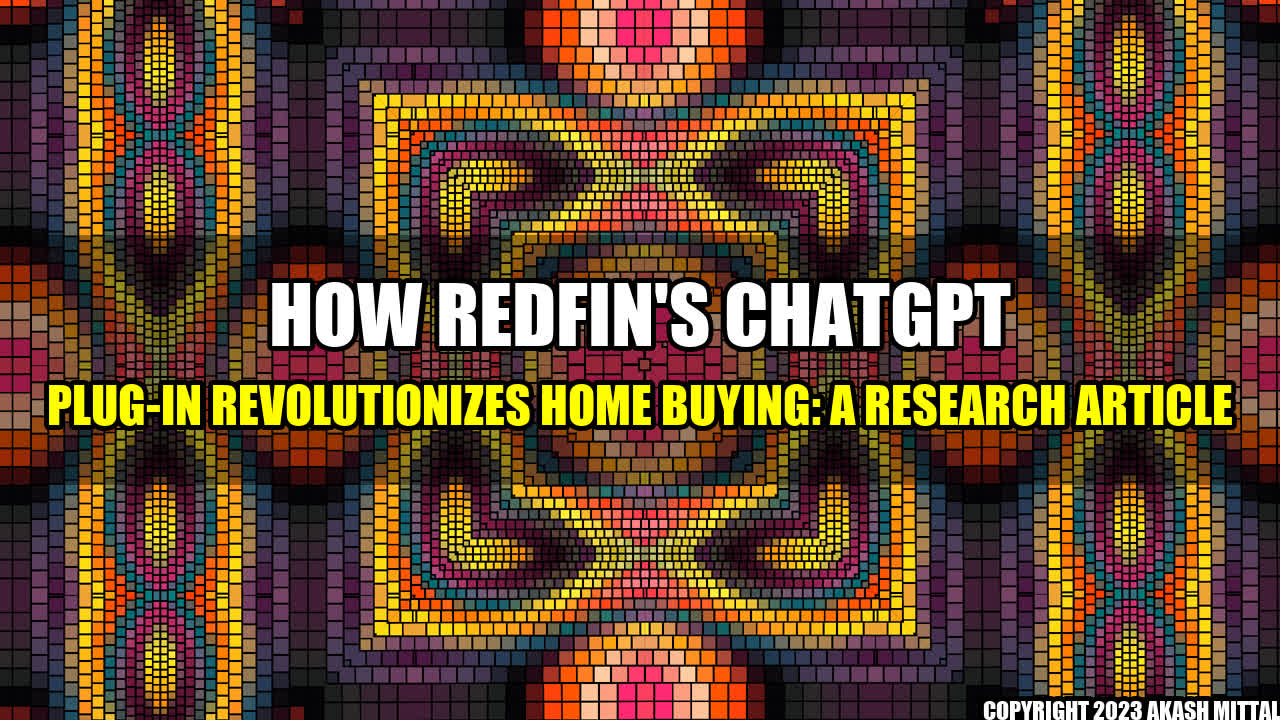 HOW REDFIN'S CHATGPT
PLUG-IN REVOLUTIONIZES HOME BUYING: A RESEARCH ARTICLE
COPYRIGHT 2023 AKASH MITTAL